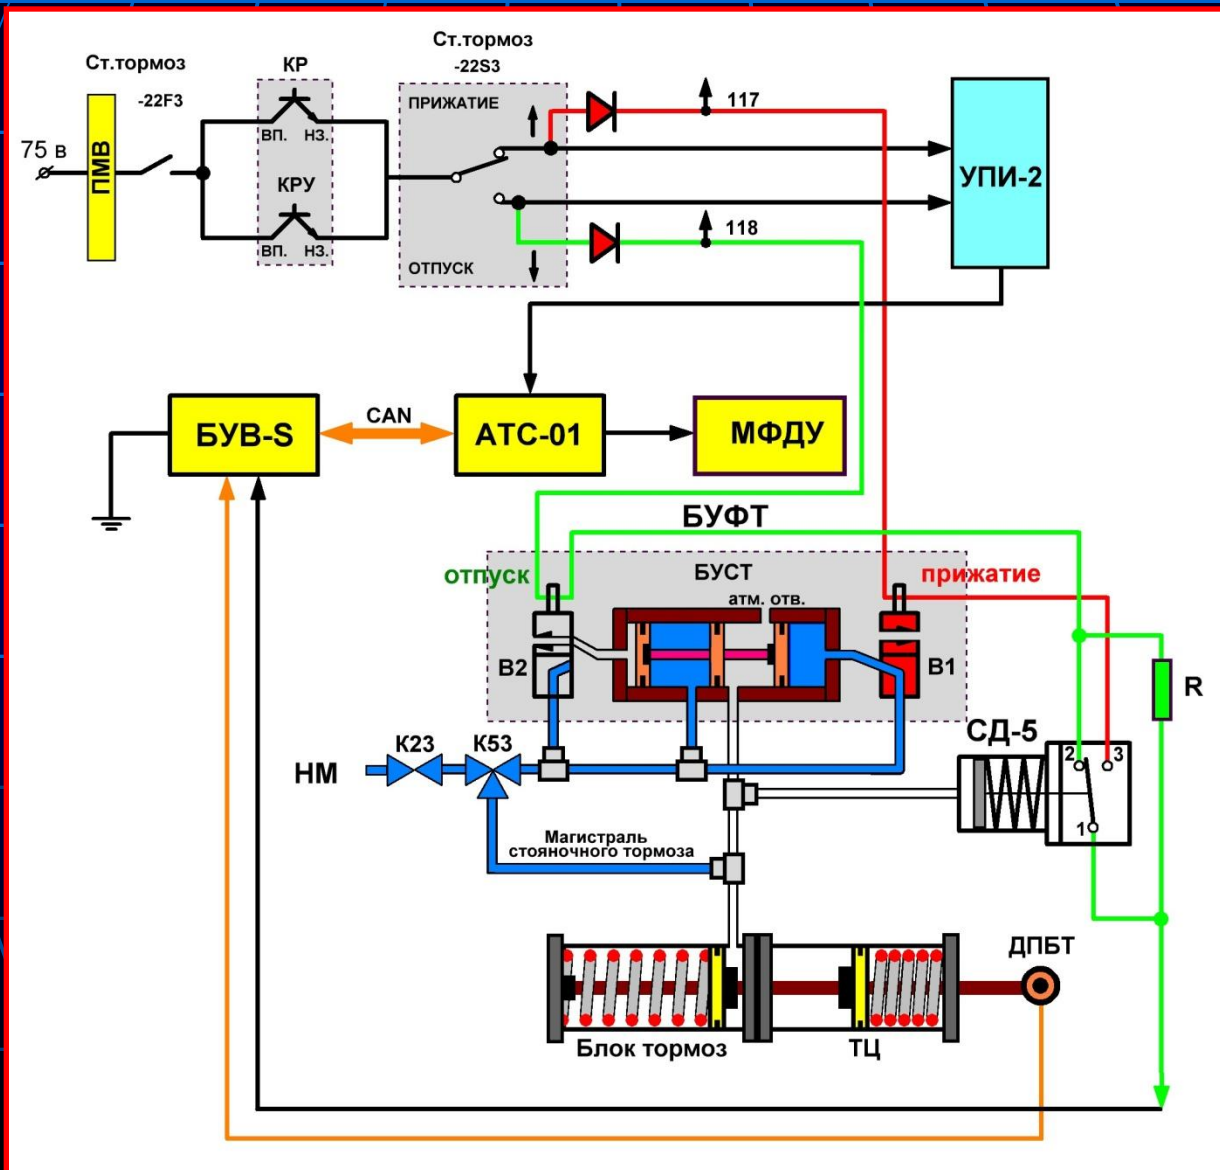 Ст.тормоз
-22S3
Ст.тормоз
-22F3
КР
ПРИЖАТИЕ
117
75 в
ПМВ
ВП.
НЗ.
КРУ
ВП.
НЗ.
УПИ-2
118
ОТПУСК
БУВ-S
CAN
АТС-01
МФДУ
БУФТ
отпуск
БУСТ
прижатие
атм. отв.
В2
В1
R
СД-5
НМ
К23
К53
2
3
1
Магистраль
стояночного тормоза
ДПБТ
Блок тормоз
ТЦ